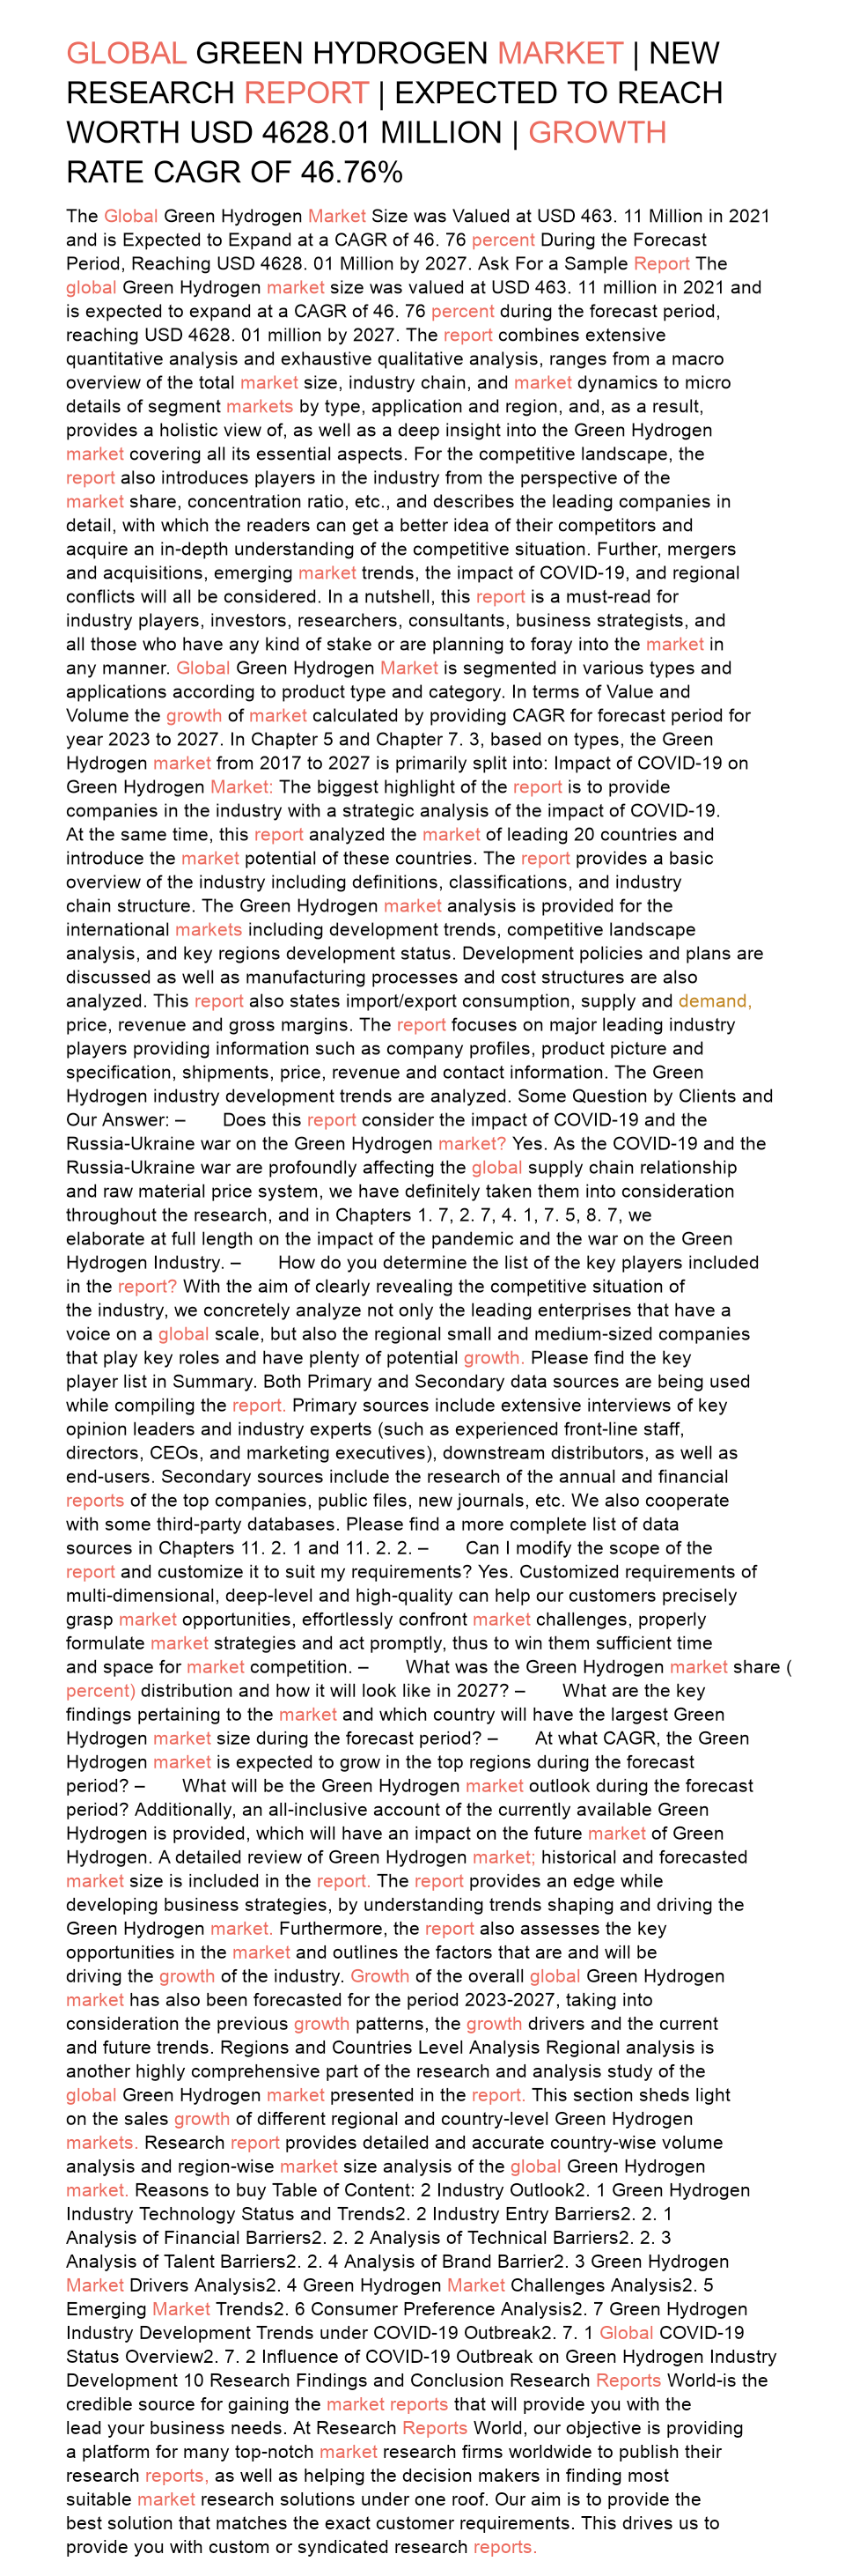 GLOBAL GREEN HYDROGEN MARKET | NEW
RESEARCH REPORT | EXPECTED TO REACH
WORTH USD 4628.01 MILLION | GROWTH
RATE CAGR OF 46.76%
The Global Green Hydrogen Market Size was Valued at USD 463. 11 Million in 2021
and is Expected to Expand at a CAGR of 46. 76 percent During the Forecast
Period, Reaching USD 4628. 01 Million by 2027. Ask For a Sample Report The
global Green Hydrogen market size was valued at USD 463. 11 million in 2021 and
is expected to expand at a CAGR of 46. 76 percent during the forecast period,
reaching USD 4628. 01 million by 2027. The report combines extensive
quantitative analysis and exhaustive qualitative analysis, ranges from a macro
overview of the total market size, industry chain, and market dynamics to micro
details of segment markets by type, application and region, and, as a result,
provides a holistic view of, as well as a deep insight into the Green Hydrogen
market covering all its essential aspects. For the competitive landscape, the
report also introduces players in the industry from the perspective of the
market share, concentration ratio, etc., and describes the leading companies in
detail, with which the readers can get a better idea of their competitors and
acquire an in-depth understanding of the competitive situation. Further, mergers
and acquisitions, emerging market trends, the impact of COVID-19, and regional
conflicts will all be considered. In a nutshell, this report is a must-read for
industry players, investors, researchers, consultants, business strategists, and
all those who have any kind of stake or are planning to foray into the market in
any manner. Global Green Hydrogen Market is segmented in various types and
applications according to product type and category. In terms of Value and
Volume the growth of market calculated by providing CAGR for forecast period for
year 2023 to 2027. In Chapter 5 and Chapter 7. 3, based on types, the Green
Hydrogen market from 2017 to 2027 is primarily split into: Impact of COVID-19 on
Green Hydrogen Market: The biggest highlight of the report is to provide
companies in the industry with a strategic analysis of the impact of COVID-19.
At the same time, this report analyzed the market of leading 20 countries and
introduce the market potential of these countries. The report provides a basic
overview of the industry including definitions, classifications, and industry
chain structure. The Green Hydrogen market analysis is provided for the
international markets including development trends, competitive landscape
analysis, and key regions development status. Development policies and plans are
discussed as well as manufacturing processes and cost structures are also
analyzed. This report also states import/export consumption, supply and demand,
price, revenue and gross margins. The report focuses on major leading industry
players providing information such as company profiles, product picture and
specification, shipments, price, revenue and contact information. The Green
Hydrogen industry development trends are analyzed. Some Question by Clients and
Our Answer: – Does this report consider the impact of COVID-19 and the
Russia-Ukraine war on the Green Hydrogen market? Yes. As the COVID-19 and the
Russia-Ukraine war are profoundly affecting the global supply chain relationship
and raw material price system, we have definitely taken them into consideration
throughout the research, and in Chapters 1. 7, 2. 7, 4. 1, 7. 5, 8. 7, we
elaborate at full length on the impact of the pandemic and the war on the Green
Hydrogen Industry. – How do you determine the list of the key players included
in the report? With the aim of clearly revealing the competitive situation of
the industry, we concretely analyze not only the leading enterprises that have a
voice on a global scale, but also the regional small and medium-sized companies
that play key roles and have plenty of potential growth. Please find the key
player list in Summary. Both Primary and Secondary data sources are being used
while compiling the report. Primary sources include extensive interviews of key
opinion leaders and industry experts (such as experienced front-line staff,
directors, CEOs, and marketing executives), downstream distributors, as well as
end-users. Secondary sources include the research of the annual and financial
reports of the top companies, public files, new journals, etc. We also cooperate
with some third-party databases. Please find a more complete list of data
sources in Chapters 11. 2. 1 and 11. 2. 2. – Can I modify the scope of the
report and customize it to suit my requirements? Yes. Customized requirements of
multi-dimensional, deep-level and high-quality can help our customers precisely
grasp market opportunities, effortlessly confront market challenges, properly
formulate market strategies and act promptly, thus to win them sufficient time
and space for market competition. – What was the Green Hydrogen market share (
percent) distribution and how it will look like in 2027? – What are the key
findings pertaining to the market and which country will have the largest Green
Hydrogen market size during the forecast period? – At what CAGR, the Green
Hydrogen market is expected to grow in the top regions during the forecast
period? – What will be the Green Hydrogen market outlook during the forecast
period? Additionally, an all-inclusive account of the currently available Green
Hydrogen is provided, which will have an impact on the future market of Green
Hydrogen. A detailed review of Green Hydrogen market; historical and forecasted
market size is included in the report. The report provides an edge while
developing business strategies, by understanding trends shaping and driving the
Green Hydrogen market. Furthermore, the report also assesses the key
opportunities in the market and outlines the factors that are and will be
driving the growth of the industry. Growth of the overall global Green Hydrogen
market has also been forecasted for the period 2023-2027, taking into
consideration the previous growth patterns, the growth drivers and the current
and future trends. Regions and Countries Level Analysis Regional analysis is
another highly comprehensive part of the research and analysis study of the
global Green Hydrogen market presented in the report. This section sheds light
on the sales growth of different regional and country-level Green Hydrogen
markets. Research report provides detailed and accurate country-wise volume
analysis and region-wise market size analysis of the global Green Hydrogen
market. Reasons to buy Table of Content: 2 Industry Outlook2. 1 Green Hydrogen
Industry Technology Status and Trends2. 2 Industry Entry Barriers2. 2. 1
Analysis of Financial Barriers2. 2. 2 Analysis of Technical Barriers2. 2. 3
Analysis of Talent Barriers2. 2. 4 Analysis of Brand Barrier2. 3 Green Hydrogen
Market Drivers Analysis2. 4 Green Hydrogen Market Challenges Analysis2. 5
Emerging Market Trends2. 6 Consumer Preference Analysis2. 7 Green Hydrogen
Industry Development Trends under COVID-19 Outbreak2. 7. 1 Global COVID-19
Status Overview2. 7. 2 Influence of COVID-19 Outbreak on Green Hydrogen Industry
Development 10 Research Findings and Conclusion Research Reports World-is the
credible source for gaining the market reports that will provide you with the
lead your business needs. At Research Reports World, our objective is providing
a platform for many top-notch market research firms worldwide to publish their
research reports, as well as helping the decision makers in finding most
suitable market research solutions under one roof. Our aim is to provide the
best solution that matches the exact customer requirements. This drives us to
provide you with custom or syndicated research reports.